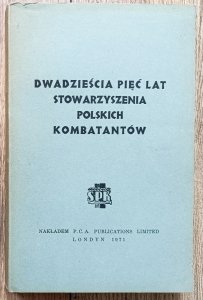 DWADZIEŚCIA PIĘĆ LAT
STOWARZYSZENIA
POLSKICH
KOMBATANTÓW
SPK
NAKŁADEM P.C.A. PUBLICATIONS LIMITED
LONDYN 1971